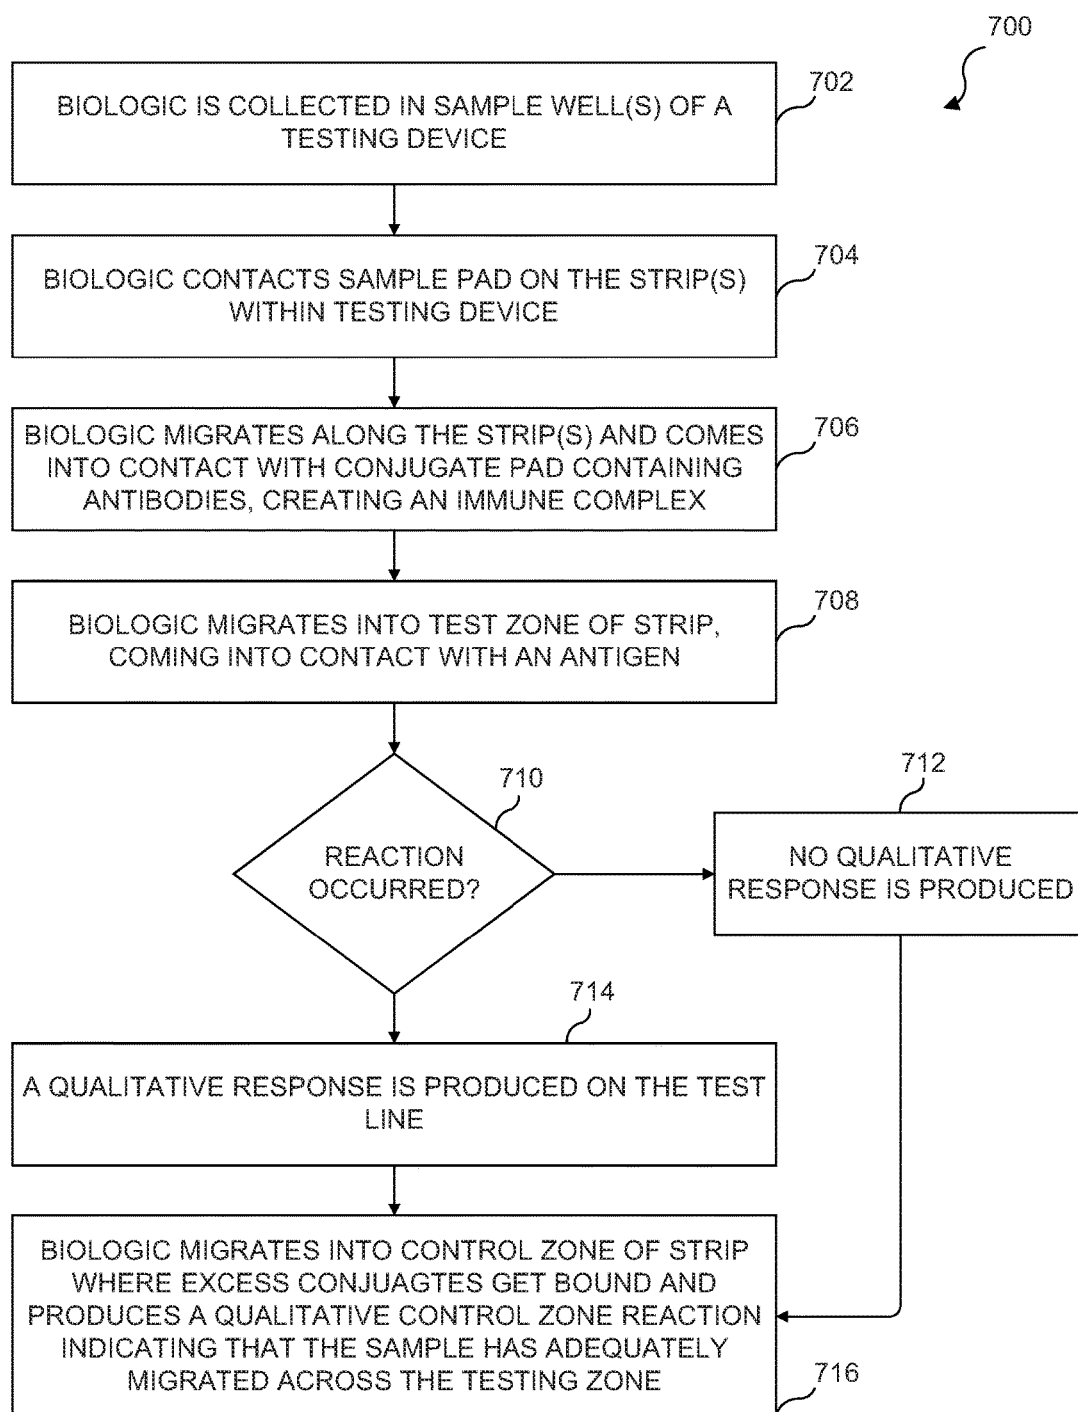 700
702
BIOLOGIC IS COLLECTED IN SAMPLE WELL(S) OF A
TESTING DEVICE
704
BIOLOGIC CONTACTS SAMPLE PAD ON THE STRIP(S)
WITHIN TESTING DEVICE
706
BIOLOGIC MIGRATES ALONG THE STRIP(S) AND COMES
INTO CONTACT WITH CONJUGATE PAD CONTAINING
ANTIBODIES, CREATING AN IMMUNE COMPLEX
708
BIOLOGIC MIGRATES INTO TEST ZONE OF STRIP,
COMING INTO CONTACT WITH AN ANTIGEN
710
REACTION
OCCURRED?
712
NO QUALITATIVE
RESPONSE IS PRODUCED
714
A QUALITATIVE RESPONSE IS PRODUCED ON THE TEST
LINE
BIOLOGIC MIGRATES INTO CONTROL ZONE OF STRIP
WHERE EXCESS CONJUAGTES GET BOUND AND
PRODUCES A QUALITATIVE CONTROL ZONE REACTION
INDICATING THAT THE SAMPLE HAS ADEQUATELY
MIGRATED ACROSS THE TESTING ZONE
716